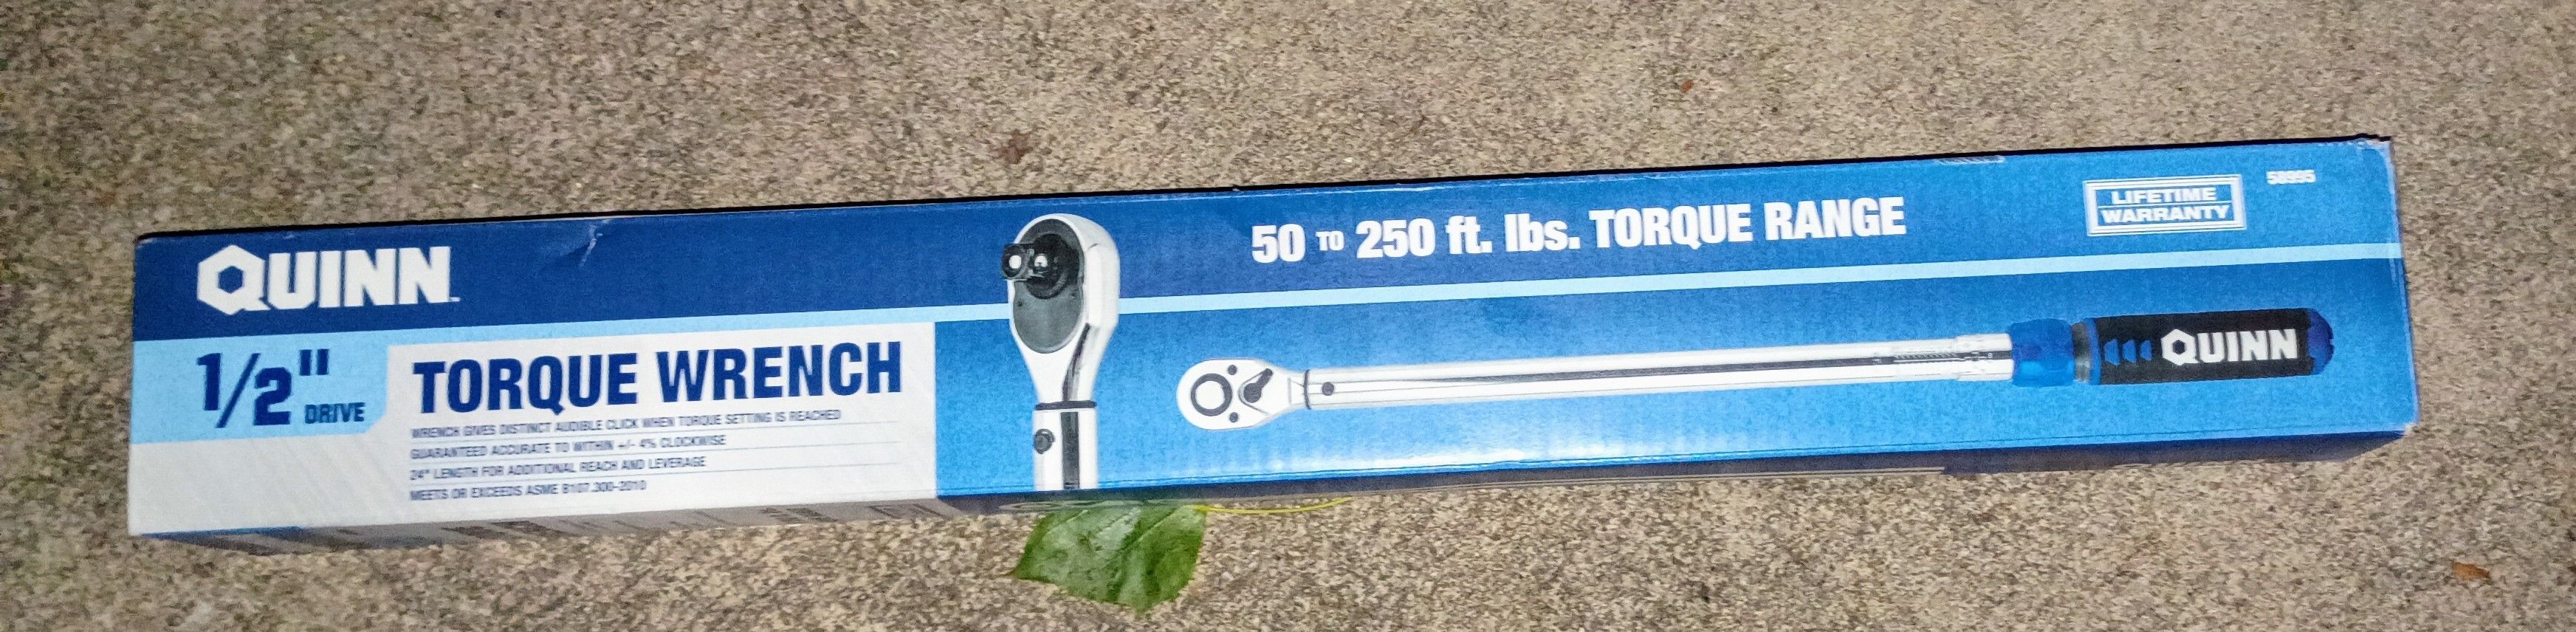 QUINN
1/2" DRIVE
TORQUE WRENCH
WRENCH GIVES DISTINCT AUDIBLE CLICK WHEN TORQUE SETTING IS REACHED
GUARANTEED ACCURATE TO WITHIN +/- 4% CLOCKWISE
24" LENGTH FOR ADDITIONAL REACH AND LEVERAGE
MEETS OR EXCEEDS ASME B107.300-2010
50 TO 250 ft. lbs. TORQUE RANGE
LIFETIME
WARRANTY
QUINN